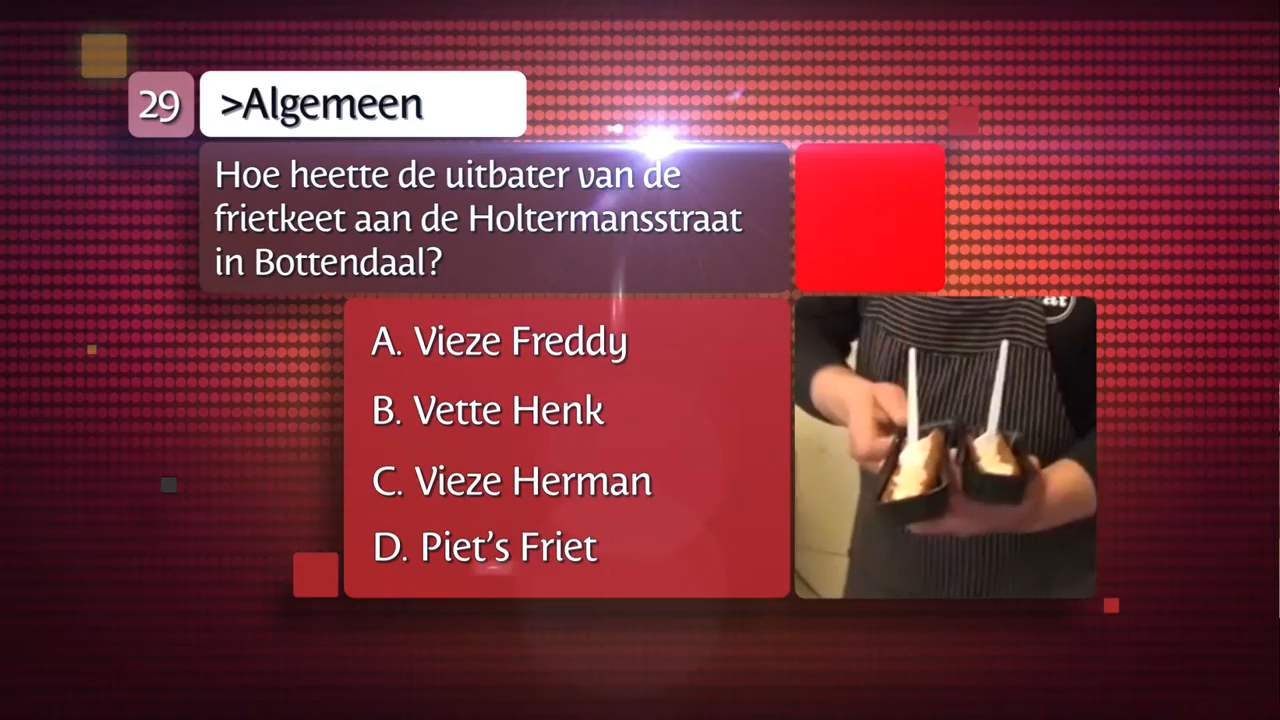 29
>Algemeen
Hoe heette de uitbater van de
frietkeet aan de Holtermansstraat
in Bottendaal?
A. Vieze Freddy
B. Vette Henk
C. Vieze Herman
D. Piet's Friet